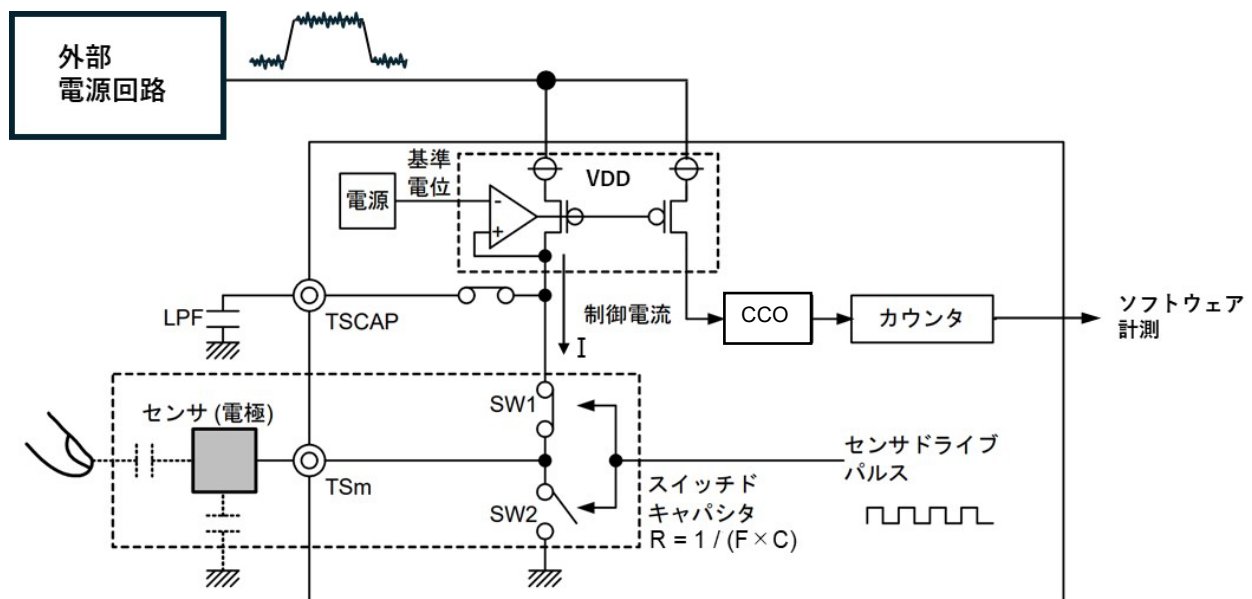 外部
電源回路
基準
電位
VDD
電源
-
+
LPF
TSCAP
制御電流
I
CCO
カウンタ
ソフトウェア
計測
センサ (電極)
SW1
TSm
SW2
センサドライブ
パルス
スイッチド
キャパシタ
R = 1 / (F×C)